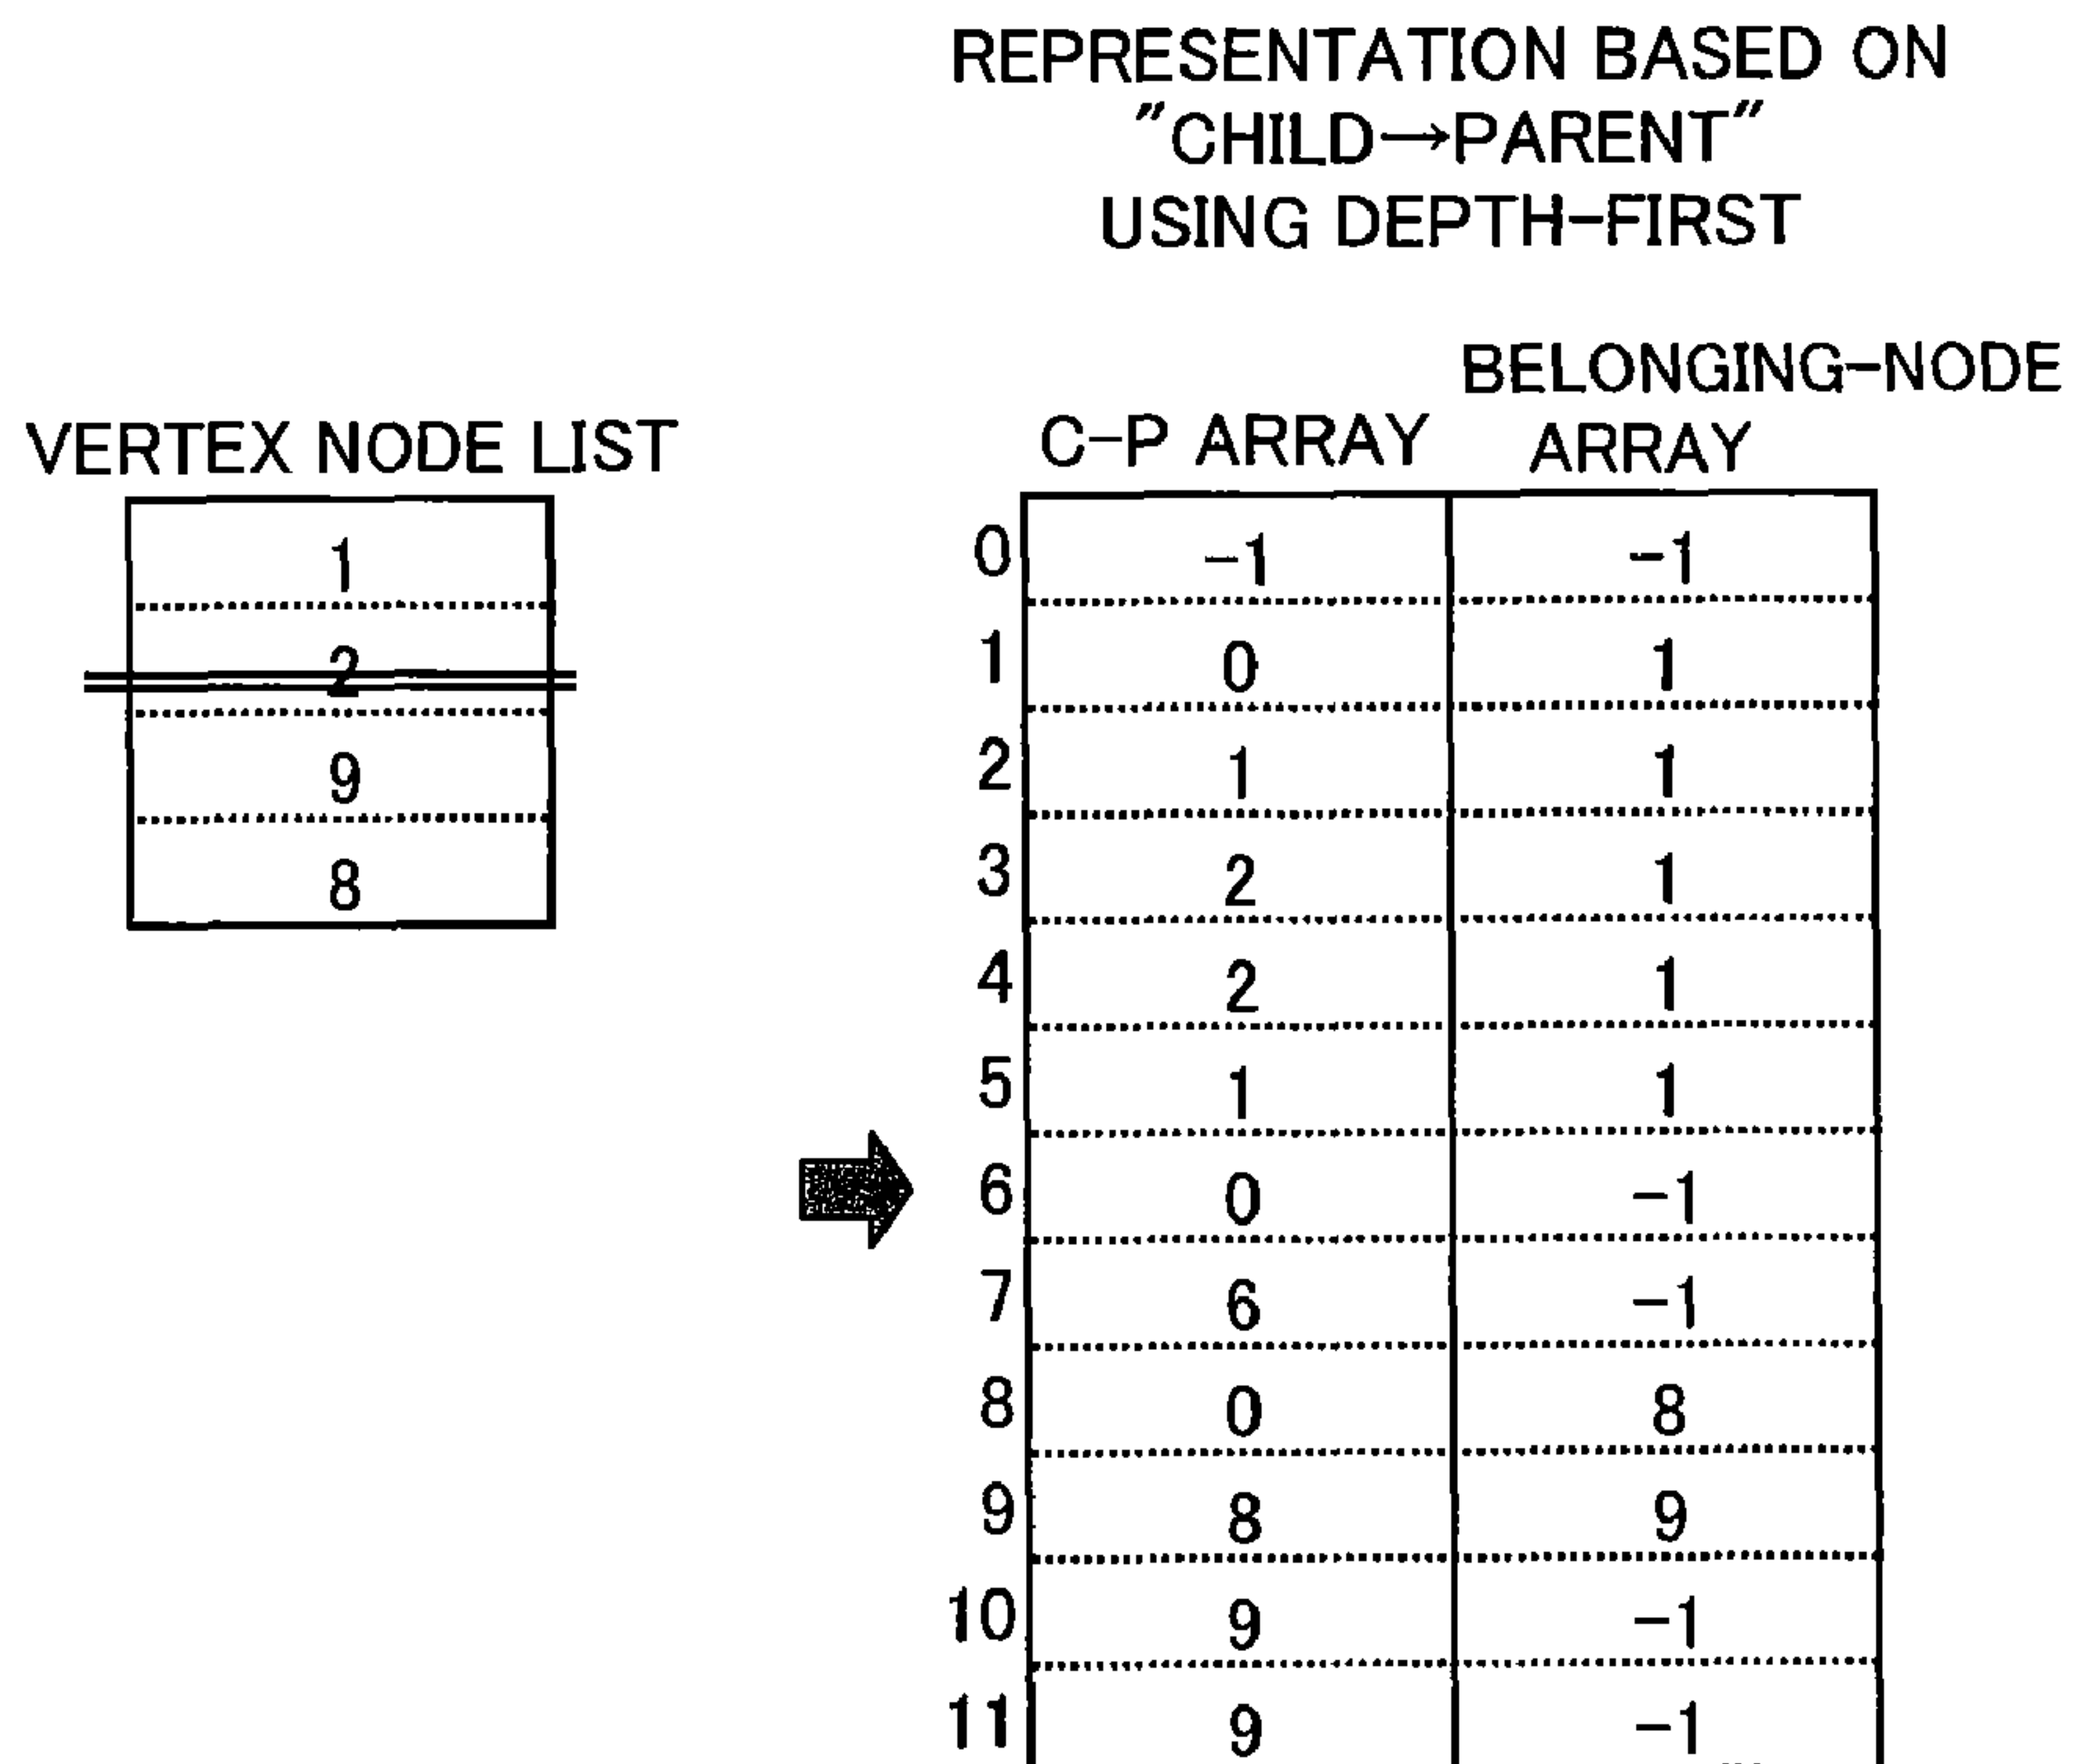 REPRESENTATION BASED ON
"CHILD→PARENT"
USING DEPTH-FIRST
VERTEX NODE LIST
1
2
9
8
C-P ARRAY
BELONGING-NODE
ARRAY
0 -1 -1
1 0 1
2 1 1
3 2 1
4 2 1
5 1 1
6 0 -1
7 6 -1
8 0 8
9 8 9
10 9 -1
11 9 -1